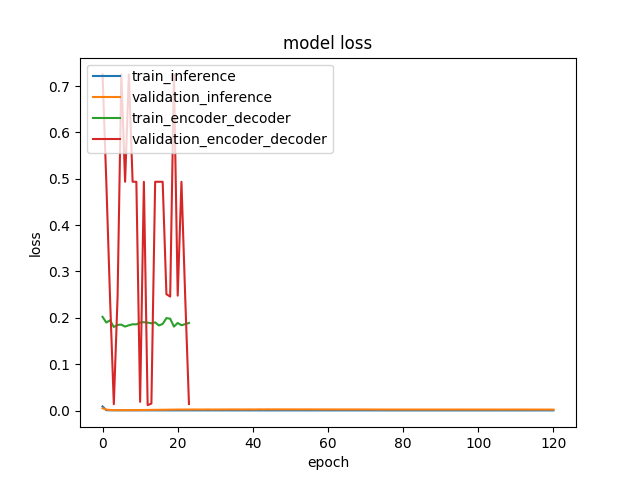 model loss
train_inference
validation_inference
train_encoder_decoder
validation_encoder_decoder
loss
0.7
0.6
0.5
0.4
0.3
0.2
0.1
0.0
0 20 40 60 80 100 120
epoch